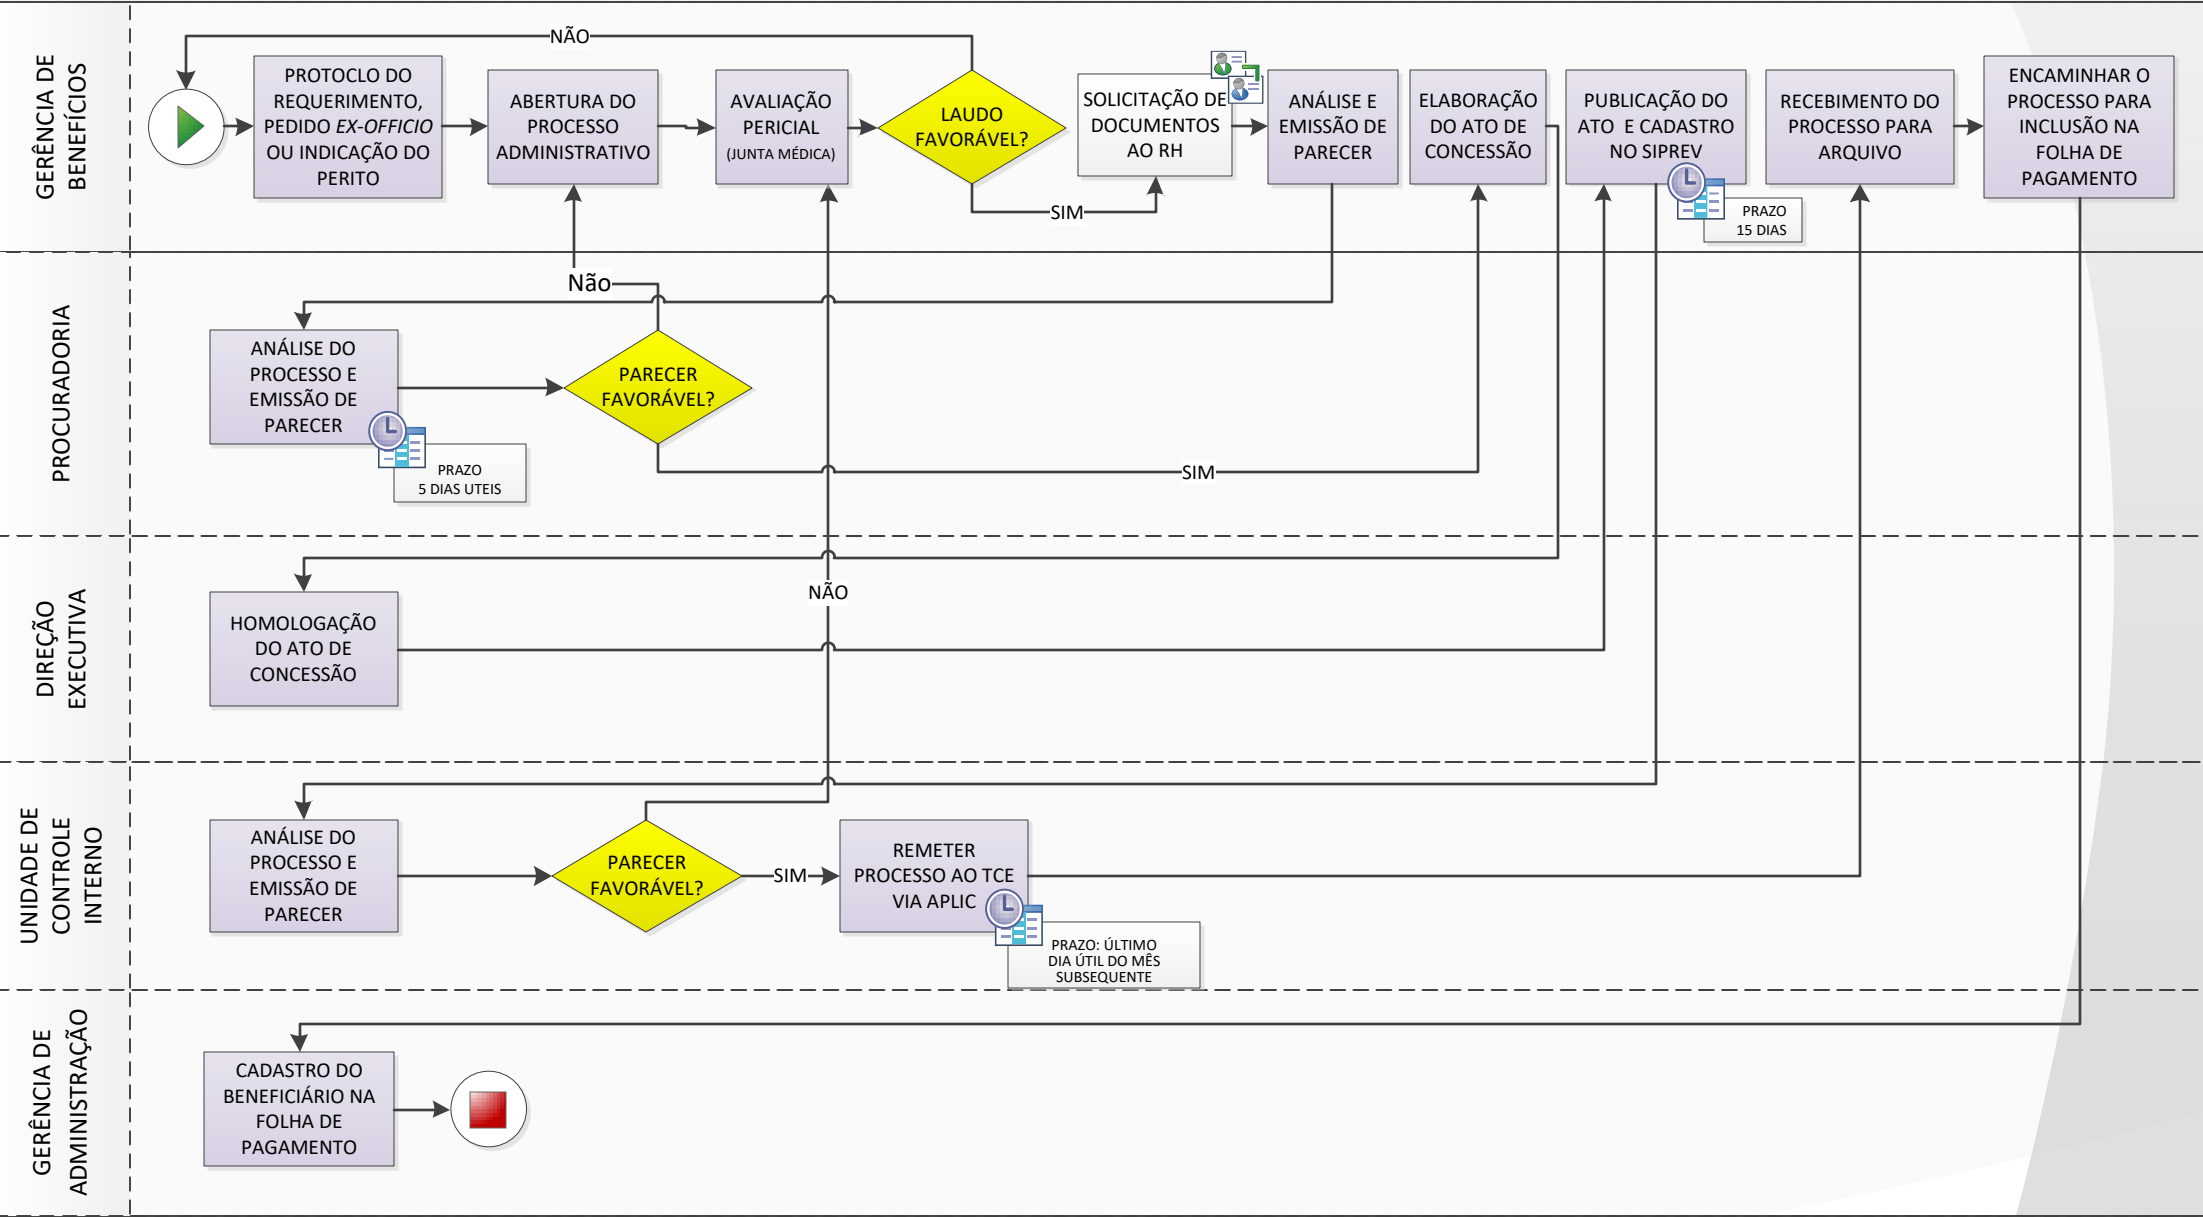 GERÊNCIA DE
BENEFÍCIOS
NÃO
PROTOCLO DO
REQUERIMENTO,
PEDIDO EX-OFFICIO
OU INDICAÇÃO DO
PERITO
ABERTURA DO
PROCESSO
ADMINISTRATIVO
AVALIAÇÃO
PERICIAL
(JUNTA MÉDICA)
LAUDO
FAVORÁVEL?
SIM
SOLICITAÇÃO DE
DOCUMENTOS
AO RH
ANÁLISE E
EMISSÃO DE
PARECER
ELABORAÇÃO
DO ATO DE
CONCESSÃO
PUBLICAÇÃO DO
ATO E CADASTRO
NO SIPREV
PRAZO
15 DIAS
RECEBIMENTO DO
PROCESSO PARA
ARQUIVO
ENCAMINHAR O
PROCESSO PARA
INCLUSÃO NA
FOLHA DE
PAGAMENTO
PROCURADORIA
Não
ANÁLISE DO
PROCESSO E
EMISSÃO DE
PARECER
PRAZO
5 DIAS UTEIS
PARECER
FAVORÁVEL?
SIM
DIREÇÃO
EXECUTIVA
HOMOLOGAÇÃO
DO ATO DE
CONCESSÃO
NÃO
UNIDADE DE
CONTROLE
INTERNO
ANÁLISE DO
PROCESSO E
EMISSÃO DE
PARECER
PARECER
FAVORÁVEL?
SIM
REMETER
PROCESSO AO TCE
VIA APLIC
PRAZO: ÚLTIMO
DIA ÚTIL DO MÊS
SUBSEQUENTE
GERÊNCIA DE
ADMINISTRAÇÃO
CADASTRO DO
BENEFICIÁRIO NA
FOLHA DE
PAGAMENTO